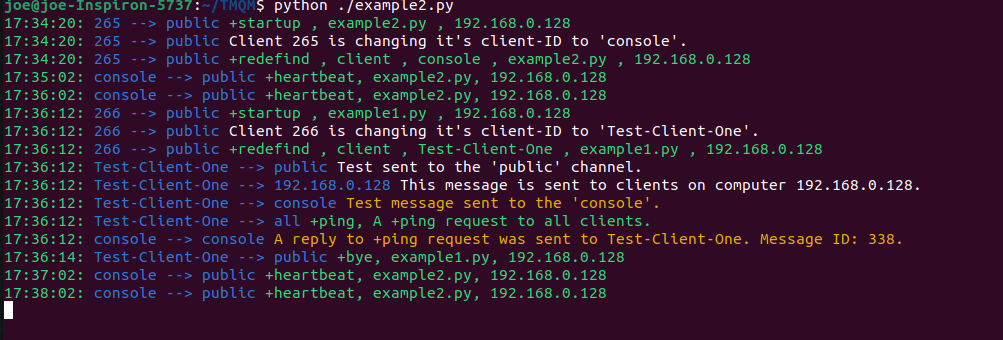 joe@joe-Inspiron-5737:~/TMQM$ python ./example2.py
17:34:20: 265 --> public +startup , example2.py , 192.168.0.128
17:34:20: 265 --> public Client 265 is changing it's client-ID to 'console'.
17:34:20: 265 --> public +redefind , client , console , example2.py , 192.168.0.128
17:35:02: console --> public +heartbeat, example2.py, 192.168.0.128
17:36:02: console --> public +heartbeat, example2.py, 192.168.0.128
17:36:12: 266 --> public +startup , example1.py , 192.168.0.128
17:36:12: 266 --> public Client 266 is changing it's client-ID to 'Test-Client-One'.
17:36:12: 266 --> public +redefind , client , Test-Client-One , example1.py , 192.168.0.128
17:36:12: Test-Client-One --> public Test sent to the 'public' channel.
17:36:12: Test-Client-One --> 192.168.0.128 This message is sent to clients on computer 192.168.0.128.
17:36:12: Test-Client-One --> console Test message sent to the 'console'.
17:36:12: Test-Client-One --> all +ping, A +ping request to all clients.
17:36:12: console --> console A reply to +ping request was sent to Test-Client-One. Message ID: 338.
17:36:14: Test-Client-One --> public +bye, example1.py, 192.168.0.128
17:37:02: console --> public +heartbeat, example2.py, 192.168.0.128
17:38:02: console --> public +heartbeat, example2.py, 192.168.0.128